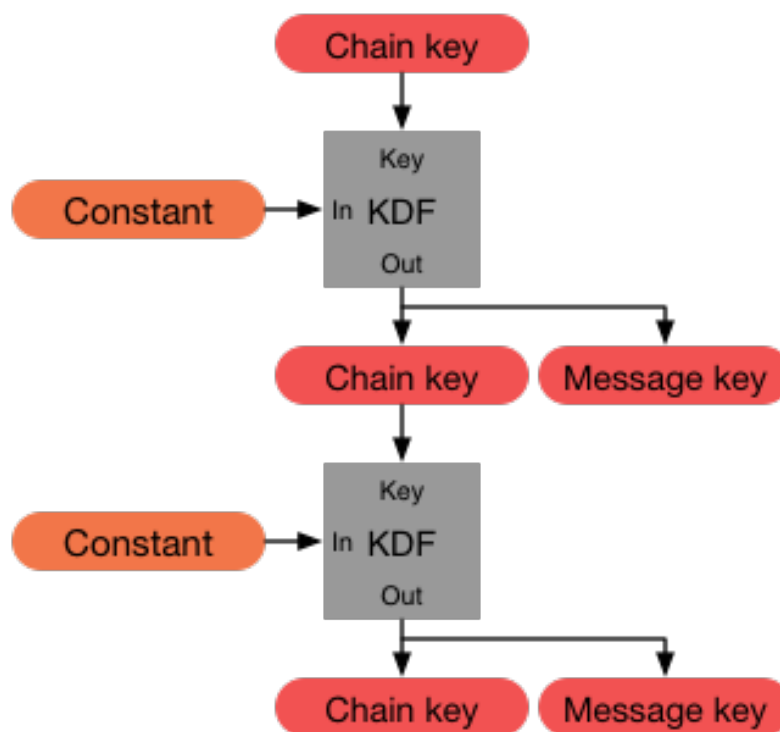 Chain key
Key
Constant
In KDF
Out
Chain key
Message key
Key
Constant
In KDF
Out
Chain key
Message key